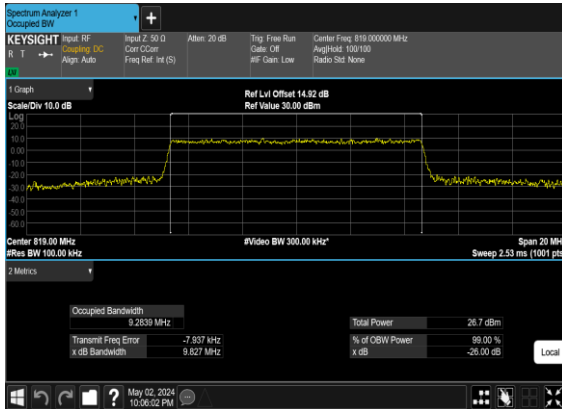 Spectrum Analyzer 1
Occupied BW
+
KEYSIGHT Input: RF Input Z: 50 Ω Atten: 20 dB Trig: Free Run Center Freq: 819.000000 MHz
R T Coupling: DC Corr CCorr Gate: Off Avg|Hold: 100/100
Align: Auto Freq Ref: Int (S) #IF Gain: Low Radio Std: None
LXI
1 Graph
Ref Lvl Offset 14.92 dB
Scale/Div 10.0 dB Ref Value 30.00 dBm
Log
20.0
10.0
0.00
-10.0
-20.0
-30.0
-40.0
-50.0
-60.0
Center 819.00 MHz #Video BW 300.00 kHz* Span 20 MH
#Res BW 100.00 kHz Sweep 2.53 ms (1001 pts
2 Metrics
Occupied Bandwidth
9.2839 MHz Total Power 26.7 dBm
Transmit Freq Error -7.937 kHz % of OBW Power 99.00 %
x dB Bandwidth 9.827 MHz x dB -26.00 dB
Local
? May 02, 2024
10:06:02 PM